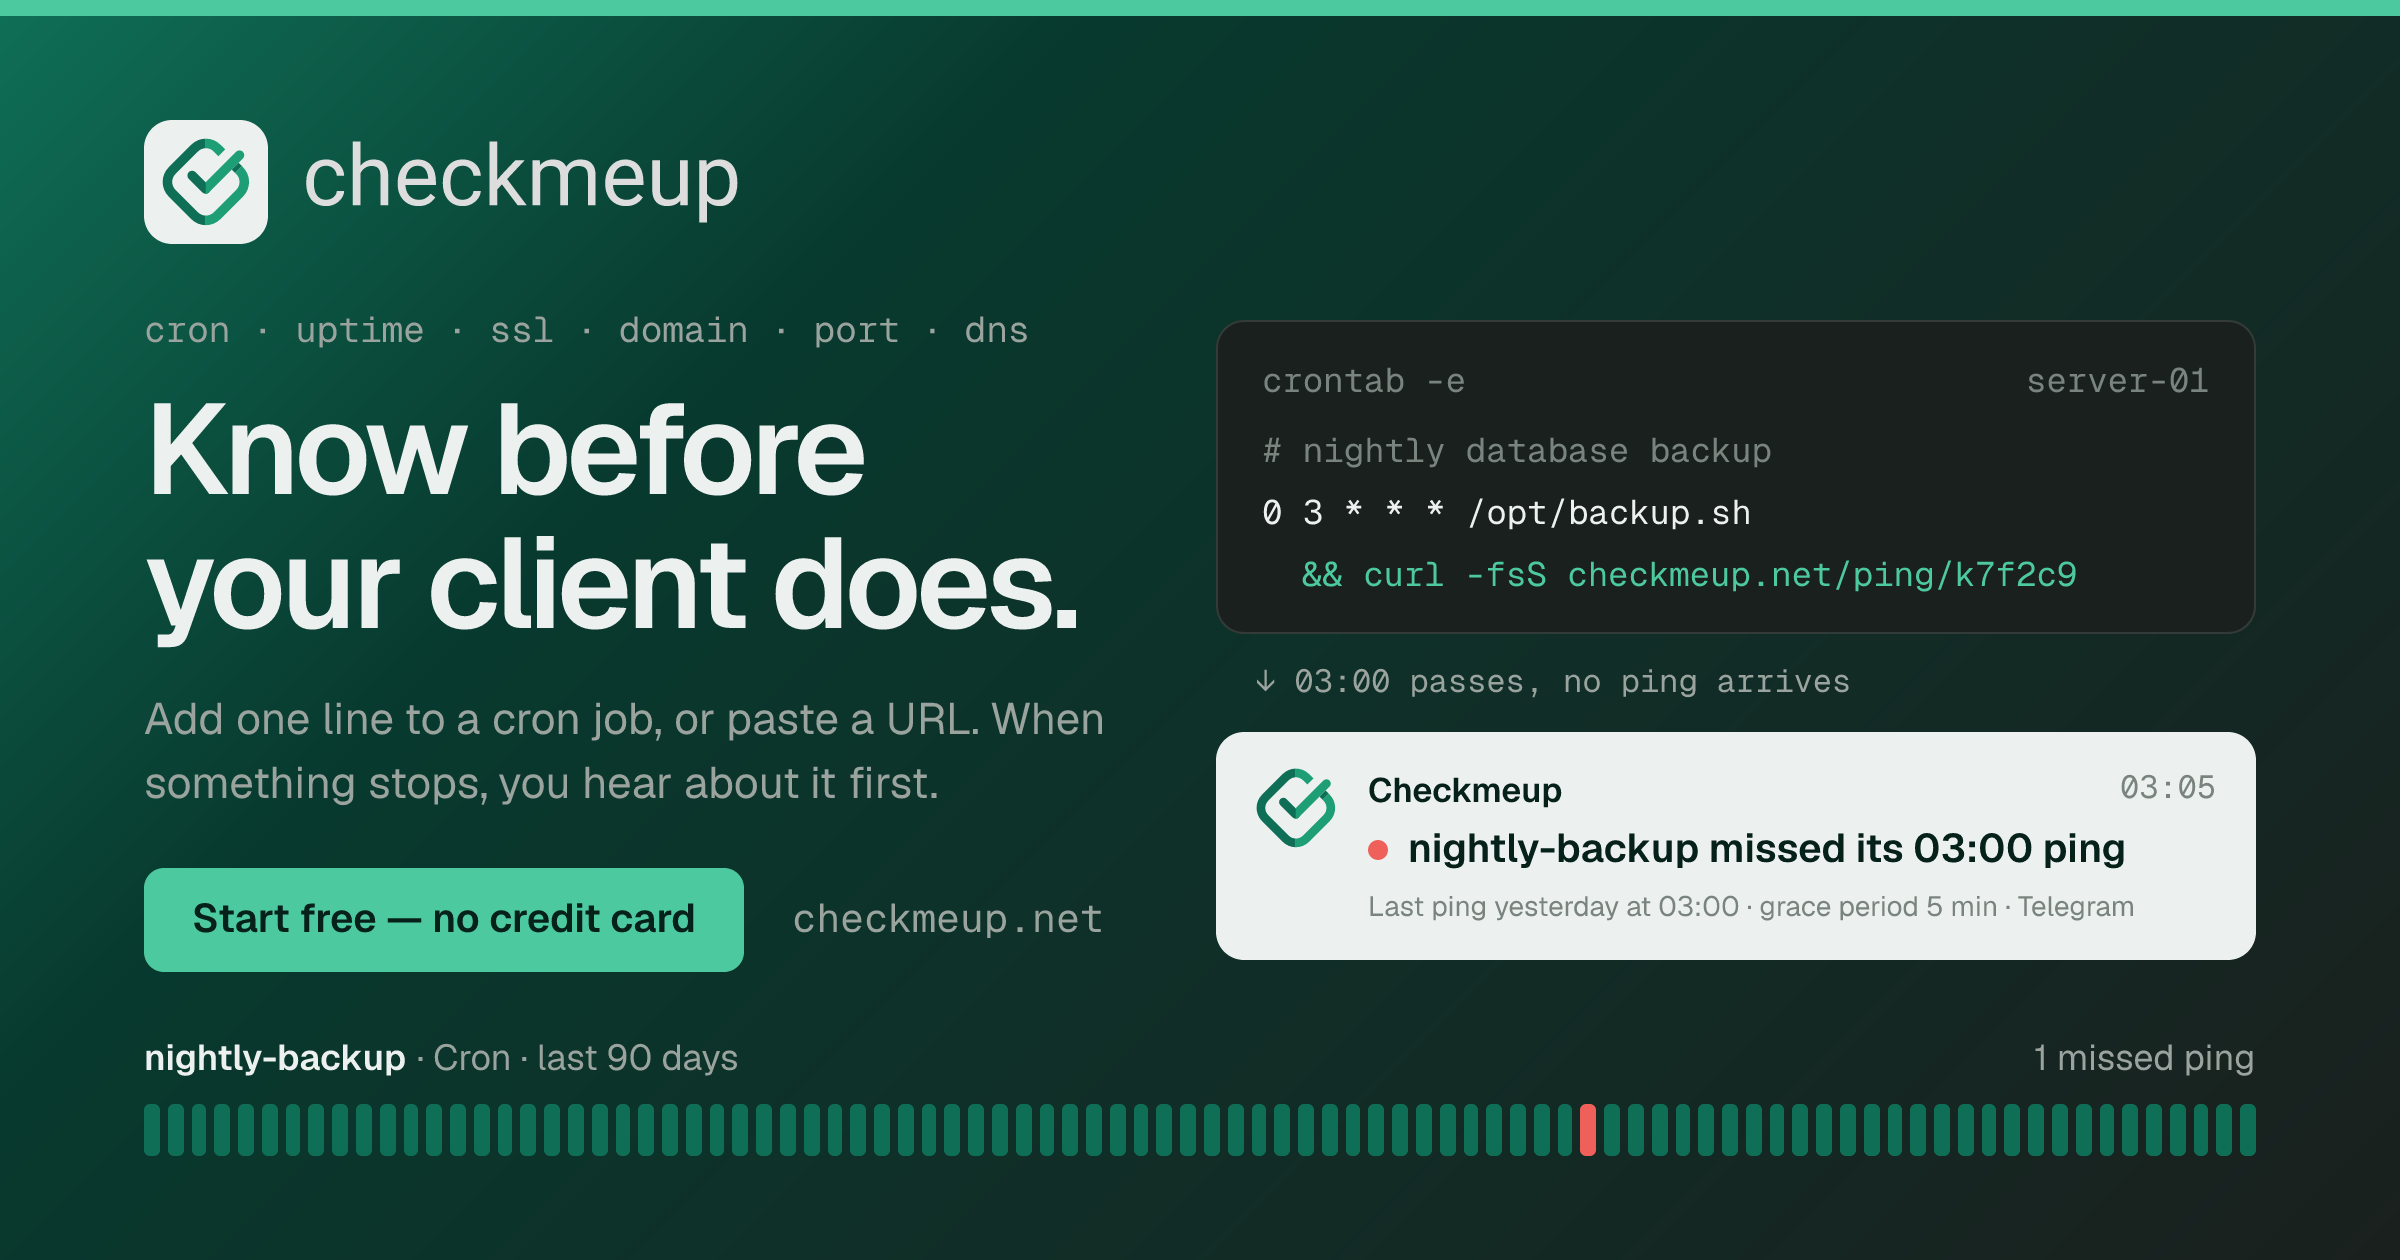 checkmeup
cron · uptime · ssl · domain · port · dns
Know before
your client does.
Add one line to a cron job, or paste a URL. When
something stops, you hear about it first.
Start free — no credit card
checkmeup.net
crontab -e
server-01
# nightly database backup
0 3 * * * /opt/backup.sh
&& curl -fsS checkmeup.net/ping/k7f2c9
↓ 03:00 passes, no ping arrives
Checkmeup
03:05
nightly-backup missed its 03:00 ping
Last ping yesterday at 03:00 · grace period 5 min · Telegram
nightly-backup · Cron · last 90 days
1 missed ping